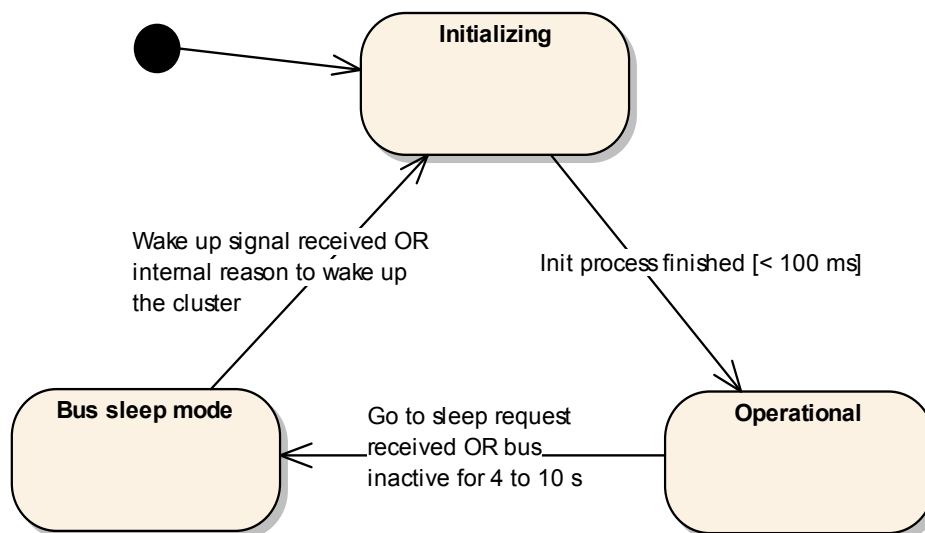 Initializing
Wake up signal received OR
internal reason to wake up
the cluster
Init process finished [< 100 ms]
Bus sleep mode
Go to sleep request
received OR bus
inactive for 4 to 10 s
Operational